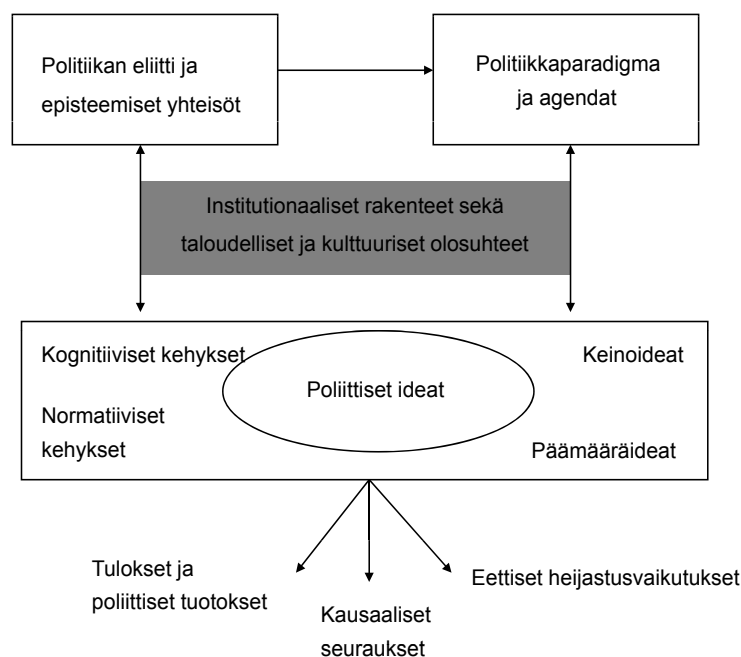 Politiikan eliitti ja
episteemiset yhteisöt
Politiikkaparadigma
ja agendat
Institutionaaliset rakenteet sekä
taloudelliset ja kulttuuriset olosuhteet
Kognitiiviset kehykset
Normatiiviset
kehykset
Poliittiset ideat
Keinoideat
Päämääräideat
Tulokset ja
poliittiset tuotokset
Kausaaliset
seuraukset
Eettiset heijastusvaikutukset